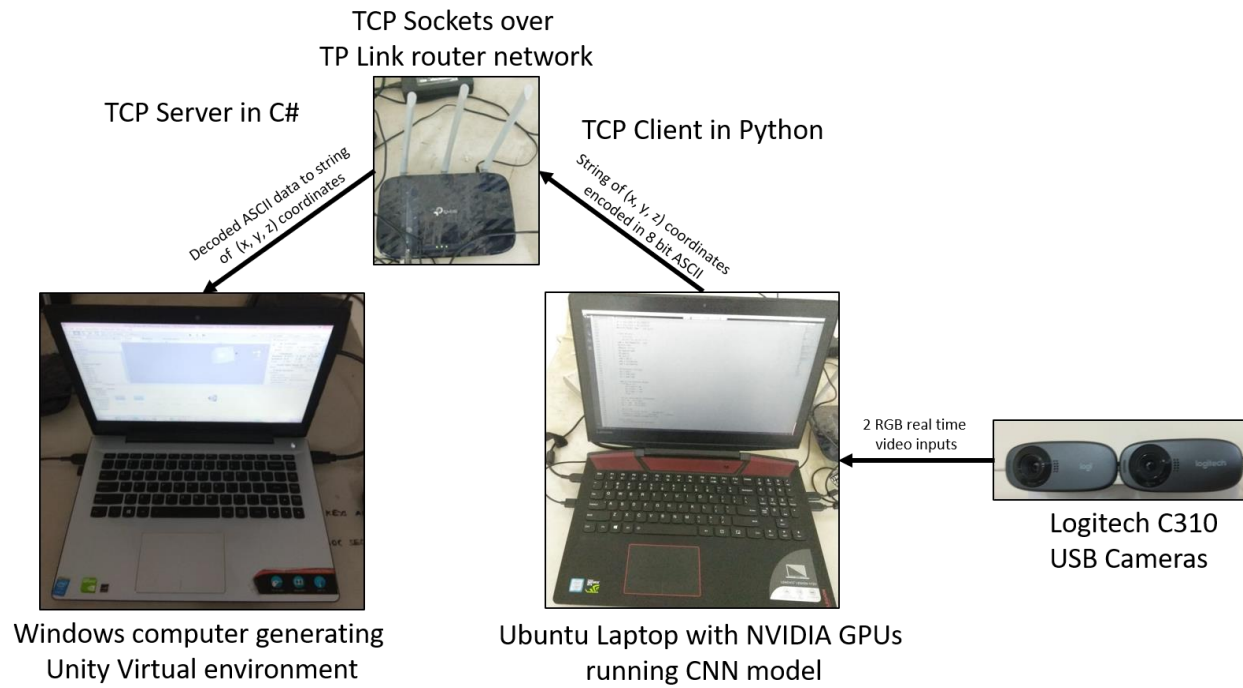 TCP Sockets over
TP Link router network
TCP Server in C#
TCP Client in Python
Decoded ASCII data to string
of (x, y, z) coordinates
String of (x, y, z) coordinates
encoded in 8 bit ASCII
2 RGB real time
video inputs
logi
logitech
Logitech C310
USB Cameras
Windows computer generating
Unity Virtual environment
Ubuntu Laptop with NVIDIA GPUs
running CNN model